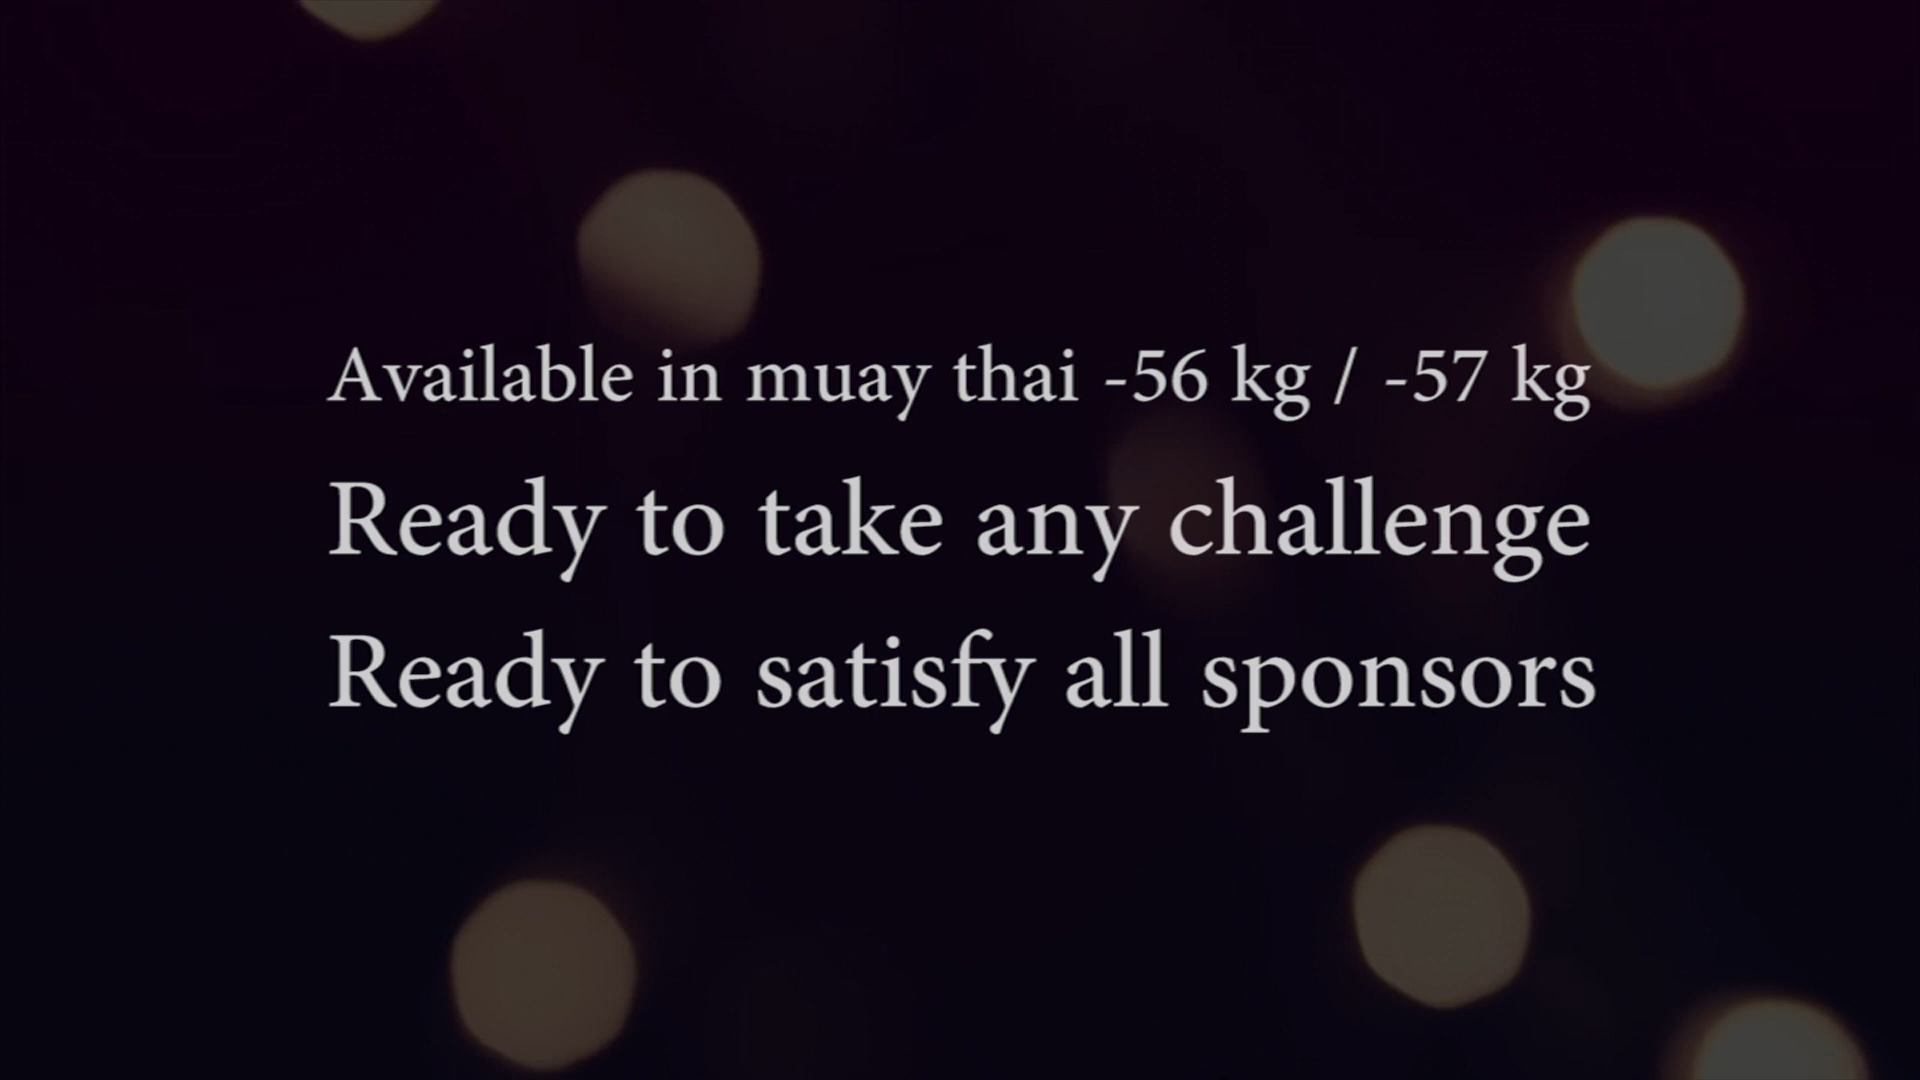 Available in muay thai -56 kg / -57 kg
Ready to take any challenge
Ready to satisfy all sponsors